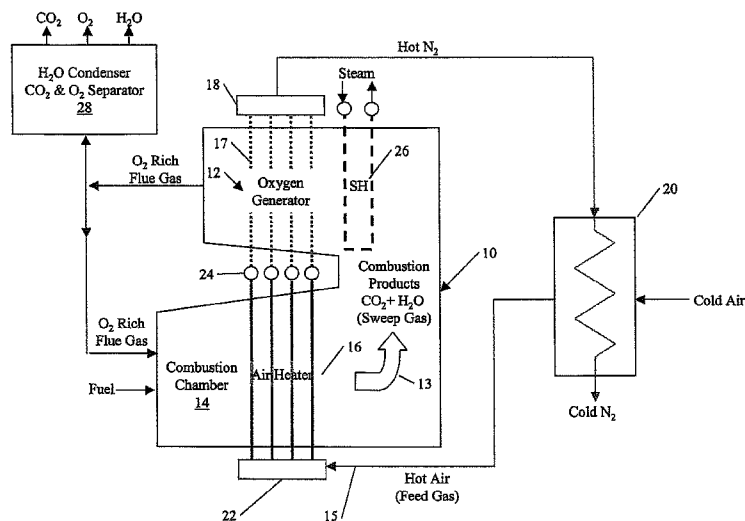 CO₂
O₂
H₂O
H₂O Condenser
CO₂ & O₂ Separator
28
Hot N₂
Steam
18
17
26
O₂ Rich
Flue Gas
12
Oxygen
Generator
SH
20
24
Combustion
Products
CO₂+ H₂O
(Sweep Gas)
10
Cold Air
O₂ Rich
Flue Gas
16
Combustion
Chamber
14
Air Heater
Fuel
13
Cold N₂
22
15
Hot Air
(Feed Gas)